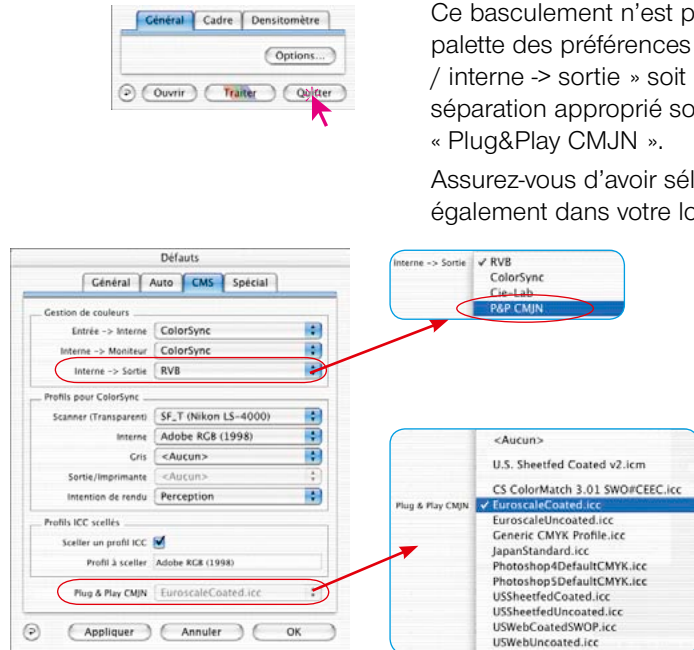 Général Cadre Densitomètre
Options...
Ouvrir Traiter Quitter
Ce basculement n'est p
palette des préférences
/ interne -> sortie » soit
séparation approprié so
« Plug&Play CMJN ».
Assurez-vous d'avoir sél
également dans votre lo
Défauts
Général Auto CMS Spécial
Gestion de couleurs
Entrée -> Interne ColorSync
Interne -> Moniteur ColorSync
Interne -> Sortie RVB
Profils pour ColorSync
Scanner (Transparent) SF_T (Nikon LS-4000)
Interne Adobe RGB (1998)
Gris <Aucun>
Sortie/Imprimante <Aucun>
Intention de rendu Perception
Profils ICC scellés
Sceller un profil ICC
Profil à sceller Adobe RGB (1998)
Plug & Play CMJN EuroscaleCoated.icc
Appliquer Annuler OK
Interne -> Sortie ✓ RVB
ColorSync
Cie-Lab
P&P CMJN
<Aucun>
U.S. Sheetfed Coated v2.icm
CS ColorMatch 3.01 SWO#CEEC.icc
Plug & Play CMJN ✓ EuroscaleCoated.icc
EuroscaleUncoated.icc
Generic CMYK Profile.icc
JapanStandard.icc
Photoshop4DefaultCMYK.icc
Photoshop5DefaultCMYK.icc
USSheetfedCoated.icc
USSheetfedUncoated.icc
USWebCoatedSWOP.icc
USWebUncoated.icc